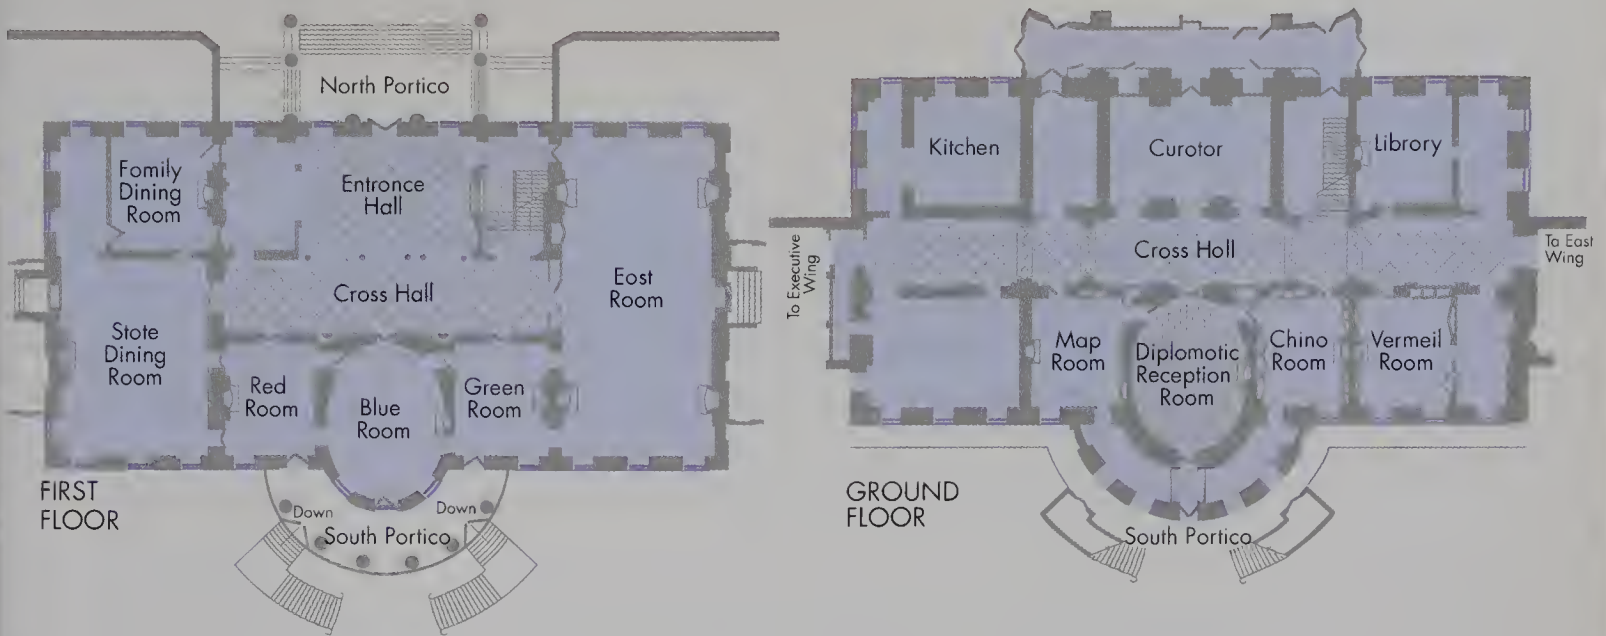 North Portico
Fomily
Dining
Room
Entronce
Hall
Cross Hall
Eost
Room
Stote
Dining
Room
Red
Room
Blue
Room
Green
Room
FIRST
FLOOR
Down
Down
South Portico
Kitchen
Curotor
Librory
To Executive
Wing
Cross Holl
Ta East
Wing
Map
Room
Diplomotic
Reception
Room
Chino
Room
Vermeil
Room
GROUND
FLOOR
South Portico